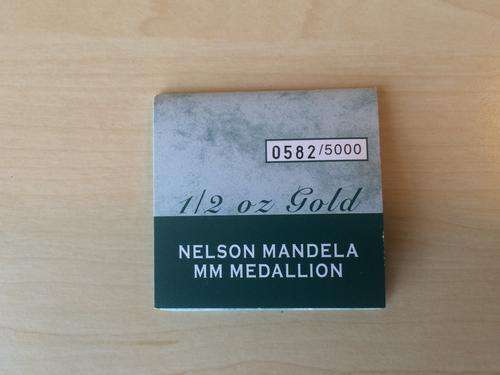 0582/5000
1/2 oz Gold
NELSON MANDELA
MM MEDALLION